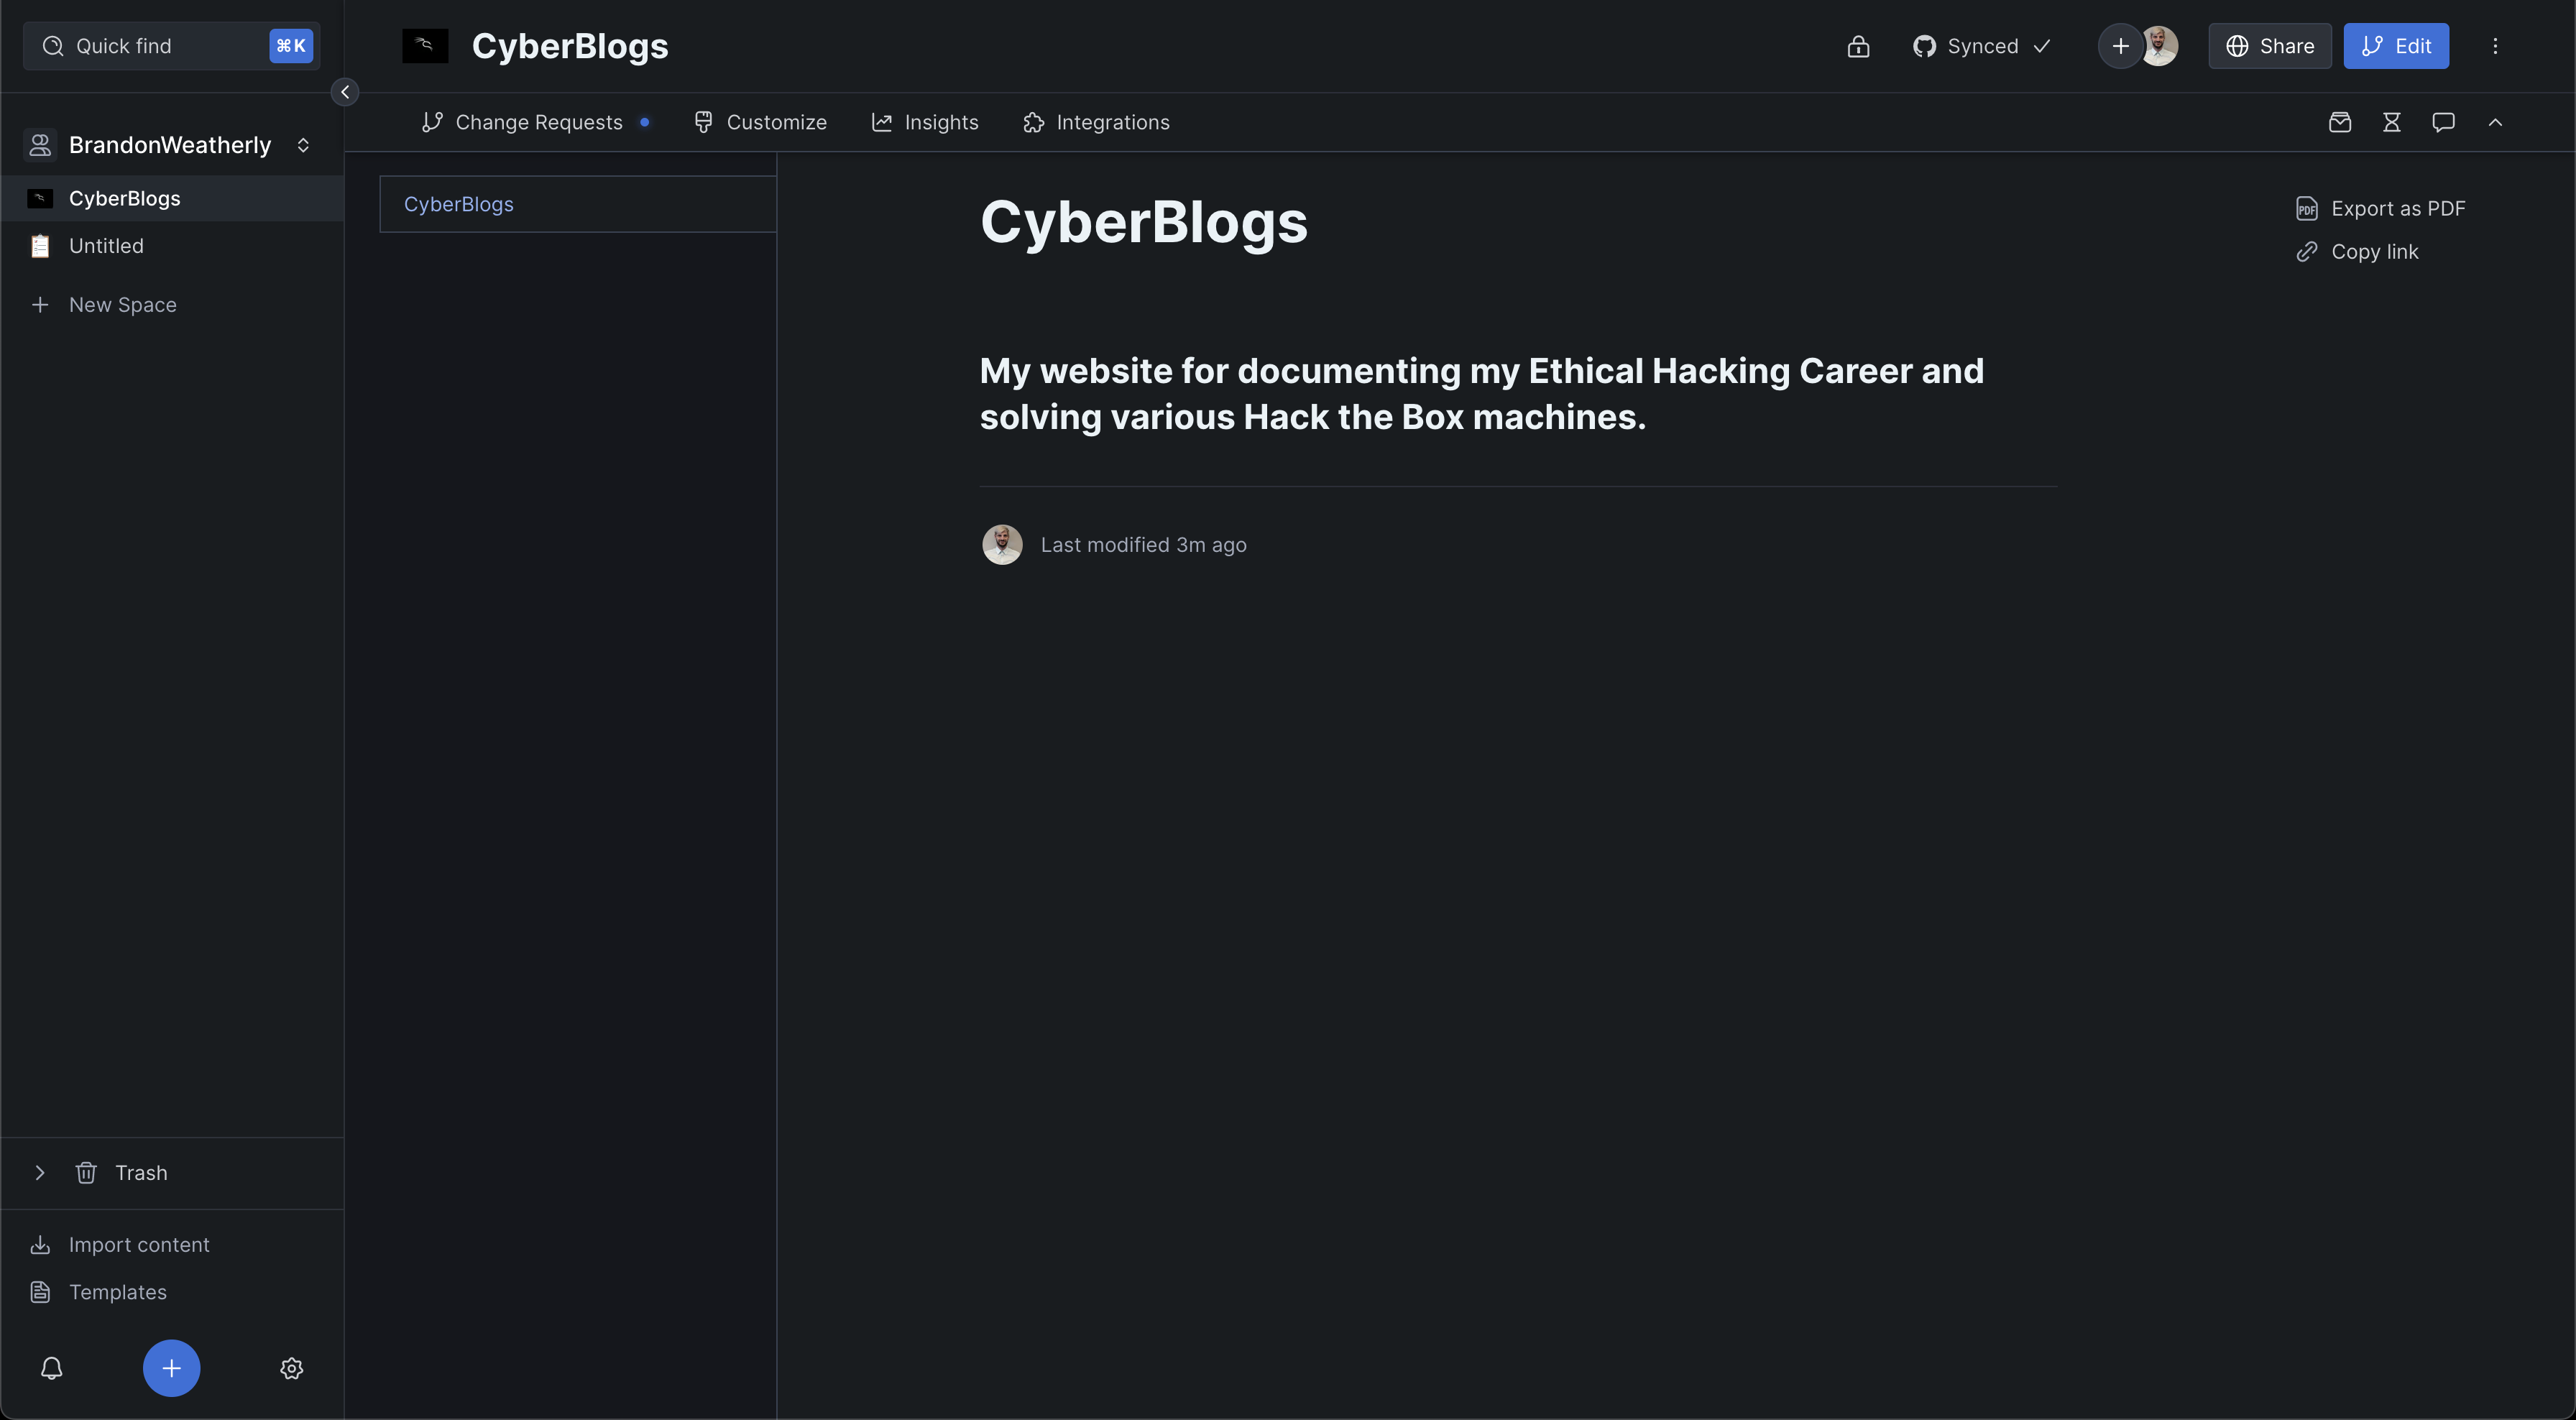 Quick find
⌘K
CyberBlogs
Synced
Share
Edit
Change Requests
Customize
Insights
Integrations
BrandonWeatherly
CyberBlogs
Untitled
New Space
CyberBlogs
CyberBlogs
My website for documenting my Ethical Hacking Career and
solving various Hack the Box machines.
Last modified 3m ago
PDF
Export as PDF
Copy link
Trash
Import content
Templates